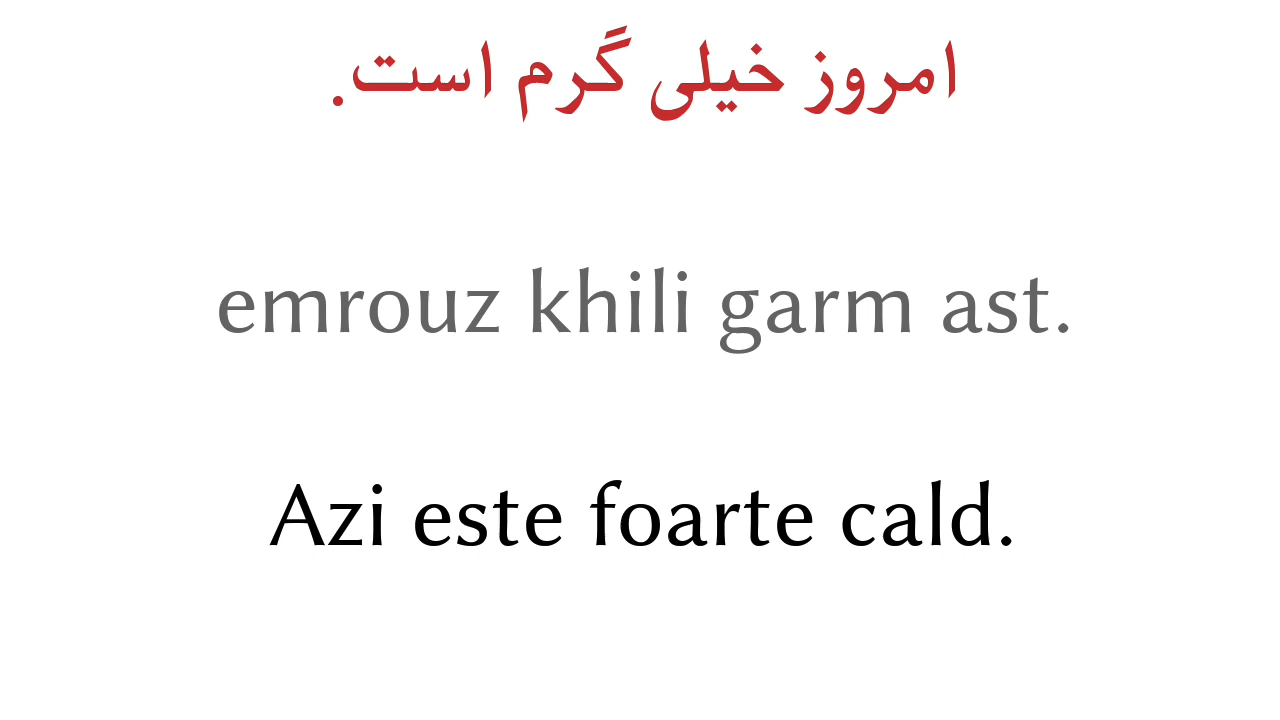 امروز خیلی گرم است.
emrouz khili garm ast.
Azi este foarte cald.